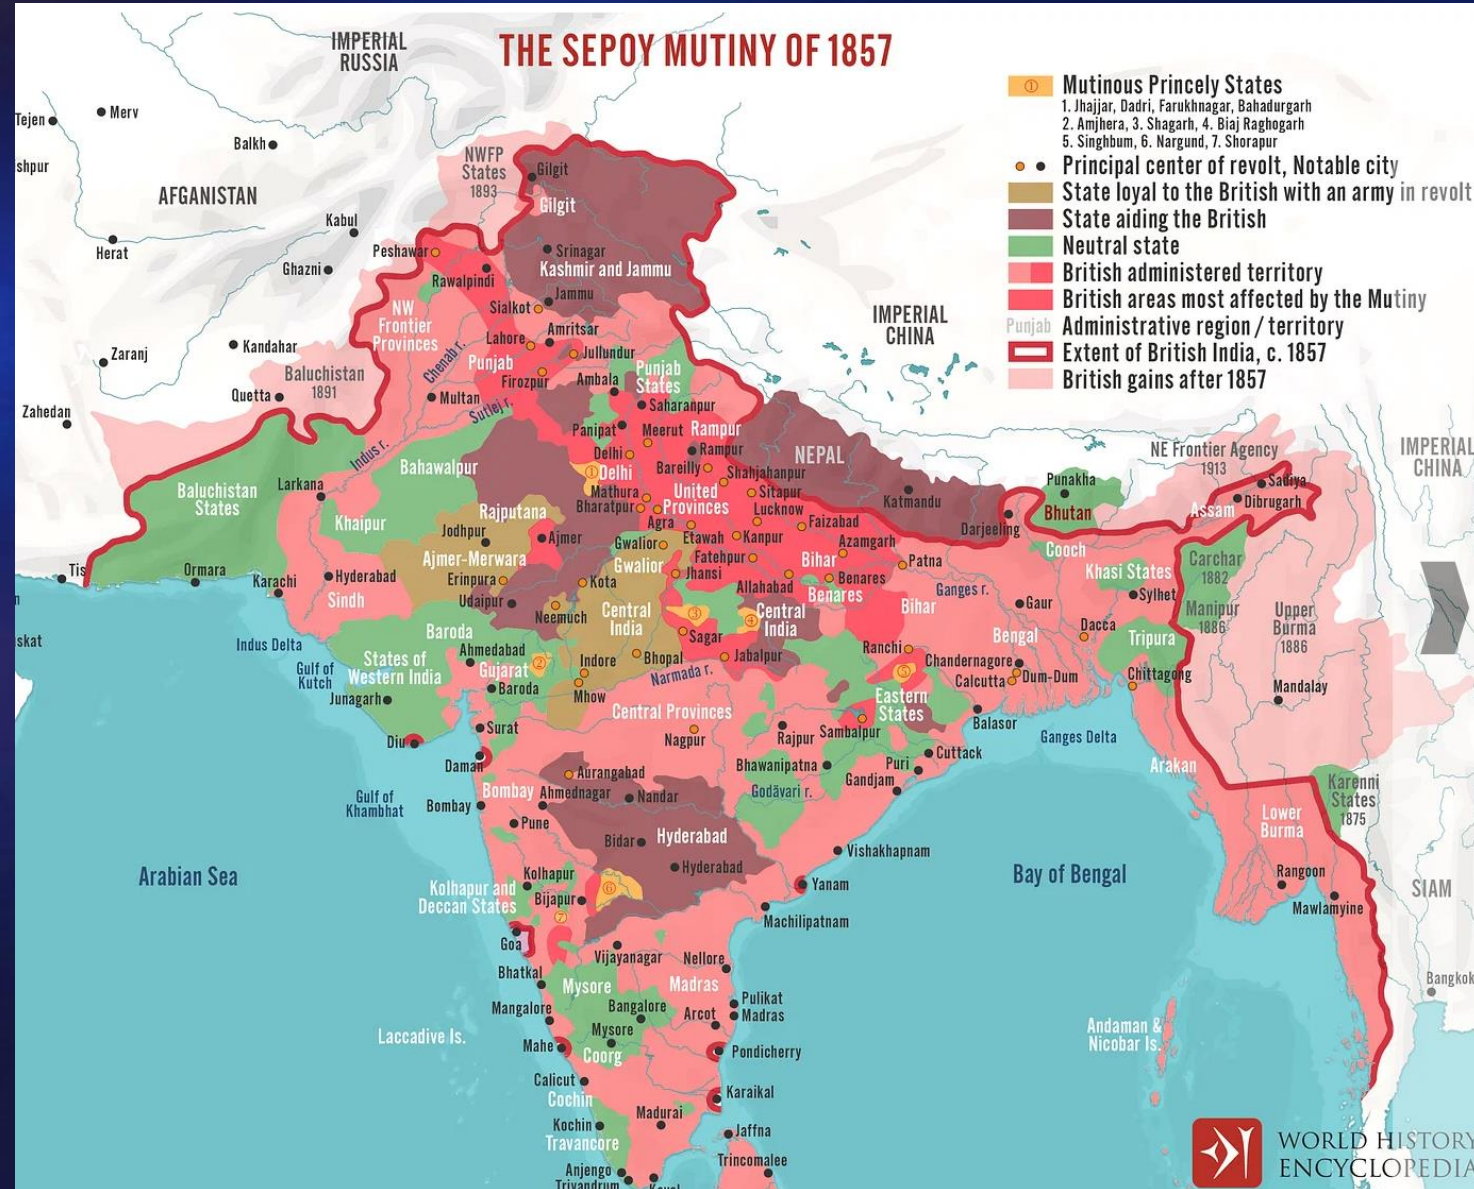 THE SEPOY MUTINY OF 1857
Mutinous Princely States
1. Jhajjar, Dadri, Farukhnagar, Bahadurgarh
2. Amjhera, 3. Shagarh, 4. Biaj Raghogarh
5. Singhbum, 6. Nargund, 7. Shorapur
Principal center of revolt, Notable city
State loyal to the British with an army in revolt
State aiding the British
Neutral state
British administered territory
British areas most affected by the Mutiny
Punjab Administrative region / territory
Extent of British India, c. 1857
British gains after 1857
IMPERIAL
RUSSIA
Tejen
Merv
shpur
Balkh
AFGANISTAN
Kabul
Herat
Ghazni
Zaranj
Kandahar
Baluchistan
1891
Quetta
Zahedan
NWFP
States
1893
Gilgit
Gilgit
Srinagar
Kashmir and Jammu
Jammu
Peshawar
Rawalpindi
NW
Frontier
Provinces
Sialkot
Amritsar
Lahore
Jullundur
Punjab
Chenab r.
Firozpur
Ambala
Punjab
States
Multan
Sutlej r.
Saharanpur
Panipat
Meerut
Rampur
Rampur
Delhi
Delhi
Bareilly
Shahjahanpur
Mathura
United
Provinces
Sitapur
Bharatpur
Lucknow
Agra
Etawah
Kanpur
Faizabad
Gwalior
Gwalior
Fatehpur
Azamgarh
Bihar
Jhansi
Allahabad
Benares
Benares
Patna
IMPERIAL
CHINA
NEPAL
Katmandu
Darjeeling
Punakha
Bhutan
NE Frontier Agency
1913
IMPERIAL
CHINA
Sadiya
Dibrugarh
Assam
Cooch
Khasi States
Carchar
1882
Sylhet
Manipur
1886
Ganges r.
Gaur
Bengal
Dacca
Tripura
Chittagong
Bihar
Ranchi
Chandernagore
Calcutta
Dum-Dum
Upper
Burma
1886
Mandalay
Baluchistan
States
Larkana
Indus r.
Bahawalpur
Khaipur
Rajputana
Jodhpur
Ajmer
Ajmer-Merwara
Erinpura
Udaipur
Kota
Neemuch
Tis
Ormara
Karachi
Hyderabad
Sindh
Indus Delta
n
skat
Central
India
Central
India
Sagar
Jabalpur
Indore
Bhopal
Mhow
Narmada r.
Baroda
Ahmedabad
Gujarat
States of
Western India
Baroda
Gulf of
Kutch
Junagarh
Diu
Surat
Daman
Central Provinces
Nagpur
Rajpur
Sambalpur
Eastern
States
Balasor
Cuttack
Puri
Bhawanipatna
Gandjam
Godāvari r.
Ganges Delta
Arakan
Karenni
States
1875
Lower
Burma
Rangoon
Mawlamyine
SIAM
Bangkok
Gulf of
Khambhat
Bombay
Bombay
Aurangabad
Ahmednagar
Nandar
Pune
Bidar
Hyderabad
Hyderabad
Vishakhapnam
Yanam
Machilipatnam
Arabian Sea
Bay of Bengal
Kolhapur and
Deccan States
Kolhapur
Bijapur
Goa
Vijayanagar
Nellore
Bhatkal
Mysore
Madras
Mangalore
Bangalore
Pulikat
Arcot
Madras
Mysore
Mahe
Coorg
Pondicherry
Laccadive Is.
Andaman &
Nicobar Is.
Calicut
Cochin
Karaikal
Kochin
Madurai
Travancore
Jaffna
Anjengo
Trivandrum
Trincomalee
1
1
2
3
4
5
6
7
WORLD HISTORY
ENCYCLOPEDIA